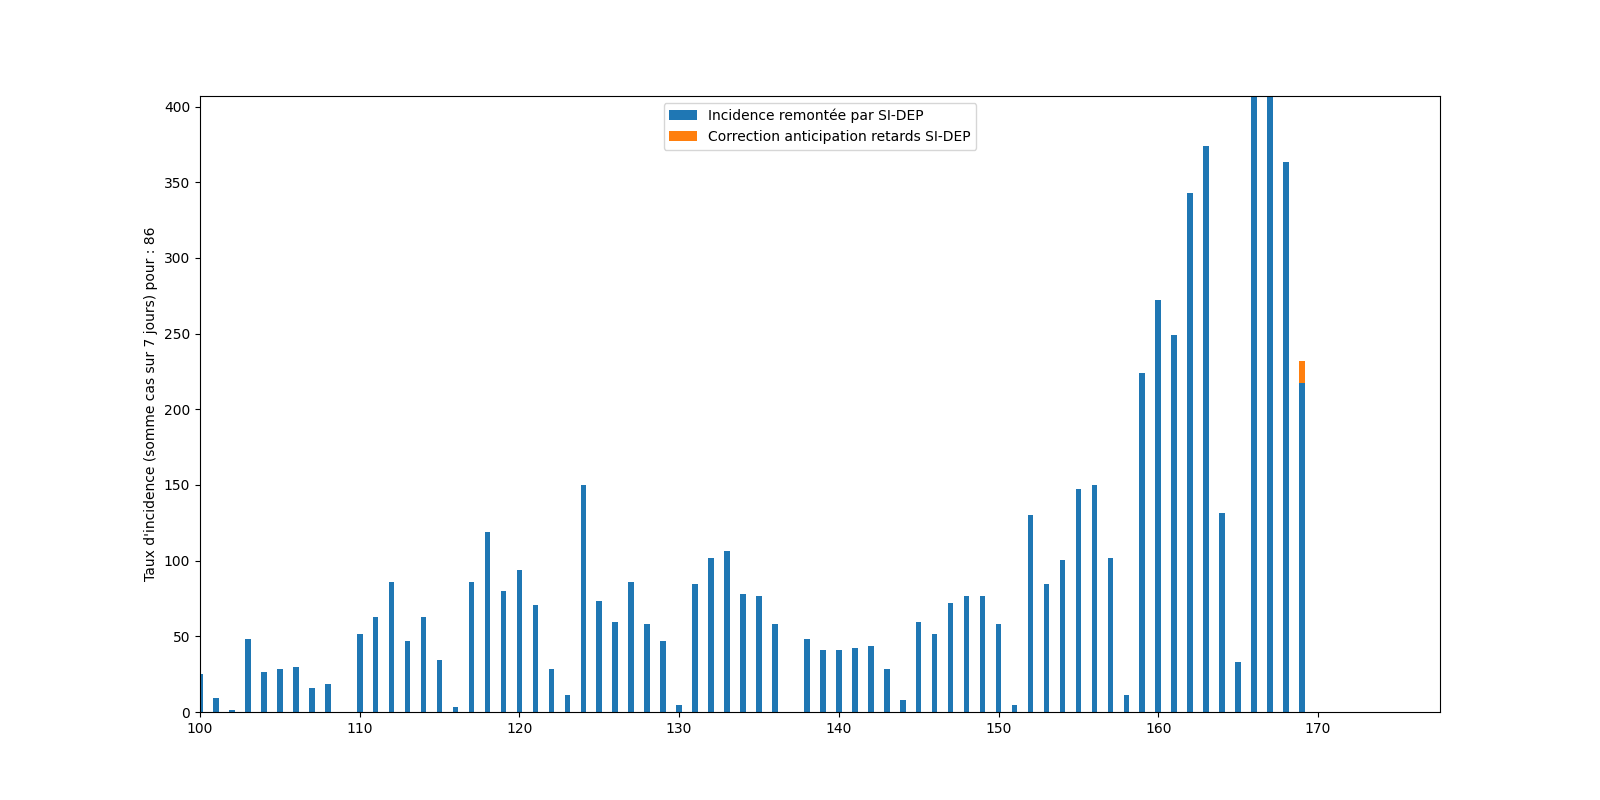 Incidence remontée par SI-DEP
Correction anticipation retards SI-DEP
Taux d'incidence (somme cas sur 7 jours) pour : 86
400
350
300
250
200
150
100
50
0
100 110 120 130 140 150 160 170